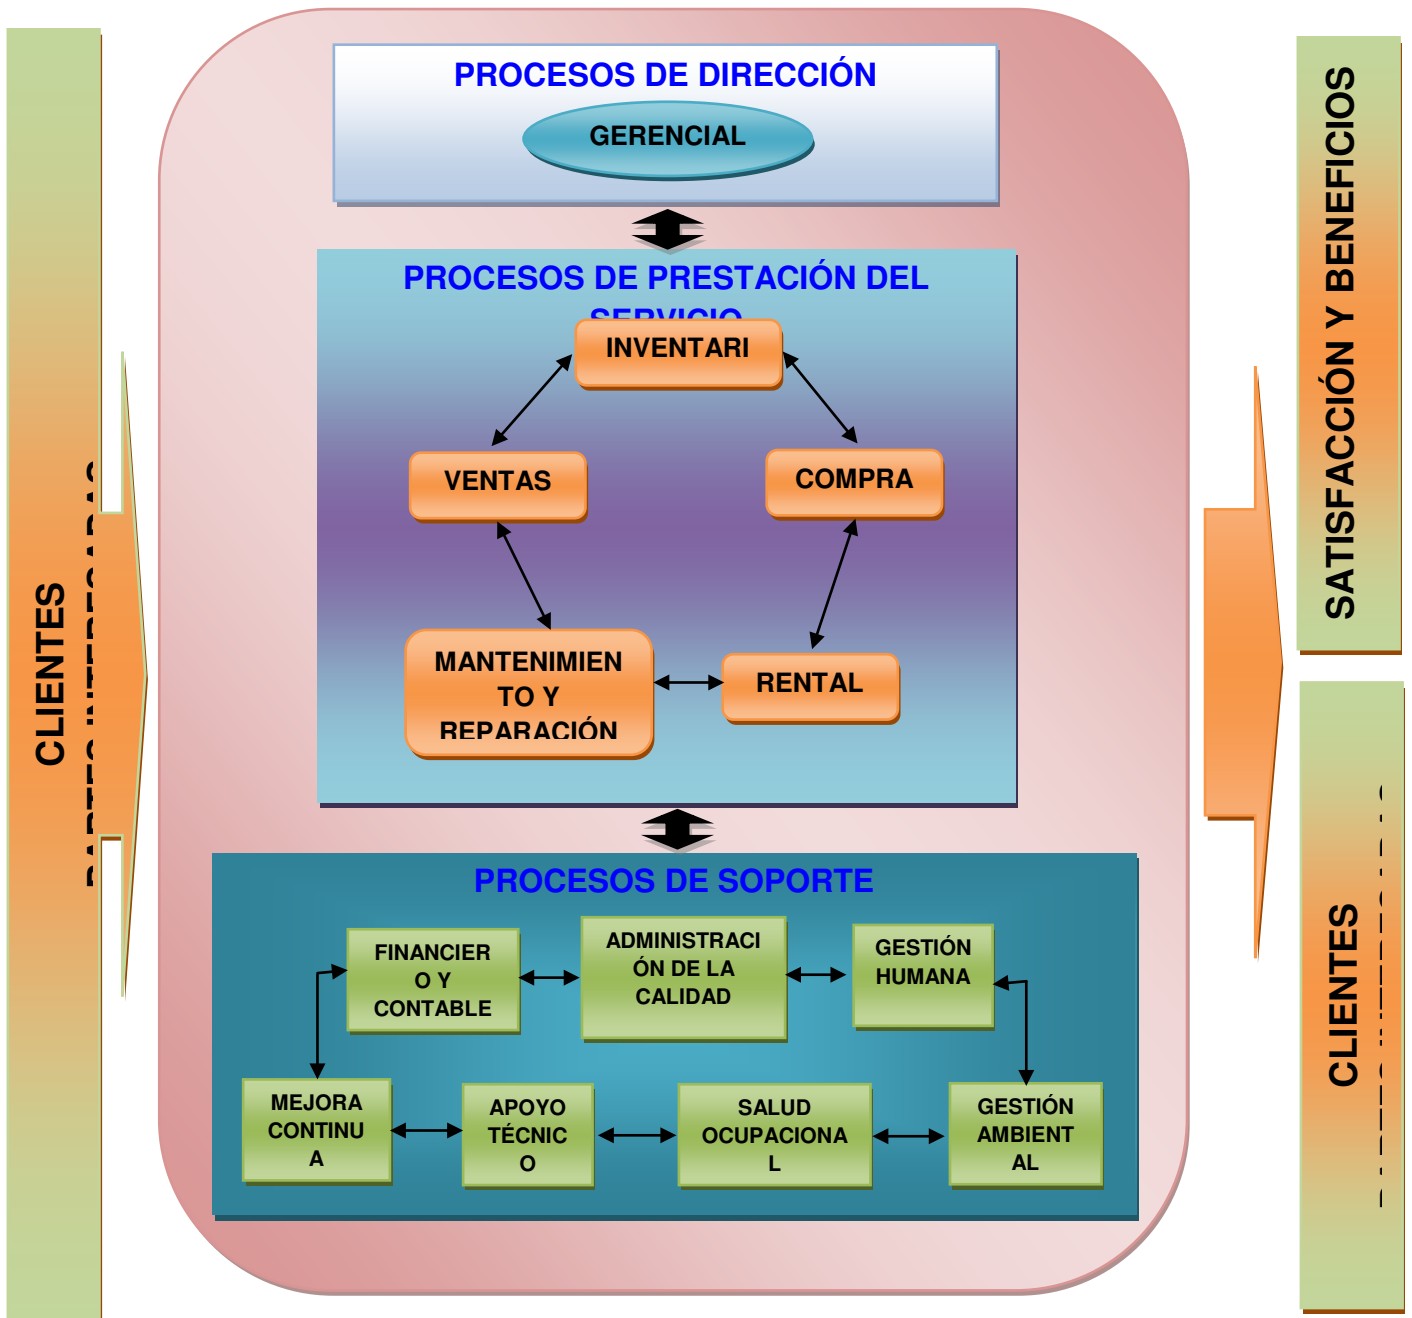 PROCESOS DE DIRECCIÓN
GERENCIAL
PROCESOS DE PRESTACIÓN DEL
SERVICIO
INVENTARI
VENTAS
COMPRA
MANTENIMIEN
TO Y
REPARACIÓN
RENTAL
PROCESOS DE SOPORTE
FINANCIER
O Y
CONTABLE
ADMINISTRACI
ÓN DE LA
CALIDAD
GESTIÓN
HUMANA
MEJORA
CONTINU
A
APOYO
TÉCNIC
O
SALUD
OCUPACIONA
L
GESTIÓN
AMBIENT
AL
CLIENTES
SATISFACCIÓN Y BENEFICIOS
CLIENTES